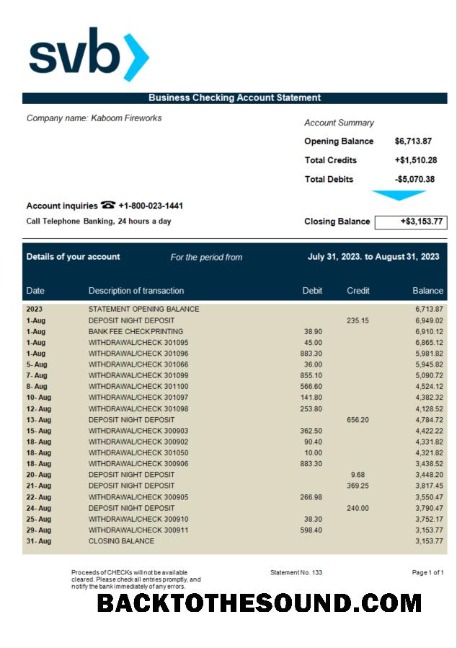 svb
Business Checking Account Statement
Company name: Kaboom Fireworks
Account Summary
Opening Balance $6,713.87
Total Credits +$1,510.28
Total Debits -$5,070.38
Account inquiries ☎ +1-800-023-1441
Call Telephone Banking, 24 hours a day
Closing Balance +$3,153.77
Details of your account For the period from July 31, 2023. to August 31, 2023
Date Description of transaction Debit Credit Balance
2023 STATEMENT OPENING BALANCE 6,713.87
1-Aug DEPOSIT NIGHT DEPOSIT 235.15 6,949.02
1-Aug BANK FEE CHECK PRINTING 38.90 6,910.12
1-Aug WITHDRAWAL/CHECK 301095 45.00 6,865.12
1-Aug WITHDRAWAL/CHECK 301096 883.30 5,981.82
5- Aug WITHDRAWAL/CHECK 301066 36.00 5,945.82
7- Aug WITHDRAWAL/CHECK 301099 855.10 5,090.72
8- Aug WITHDRAWAL/CHECK 301100 566.60 4,524.12
10- Aug WITHDRAWAL/CHECK 301097 141.80 4,382.32
12- Aug WITHDRAWAL/CHECK 301098 253.80 4,128.52
13- Aug DEPOSIT NIGHT DEPOSIT 656.20 4,784.72
15- Aug WITHDRAWAL/CHECK 300903 362.50 4,422.22
18- Aug WITHDRAWAL/CHECK 300902 90.40 4,331.82
18- Aug WITHDRAWAL/CHECK 301050 10.00 4,321.82
18- Aug WITHDRAWAL/CHECK 300906 883.30 3,438.52
20- Aug DEPOSIT NIGHT DEPOSIT 9.68 3,448.20
21- Aug DEPOSIT NIGHT DEPOSIT 369.25 3,817.45
22- Aug WITHDRAWAL/CHECK 300905 266.98 3,550.47
24- Aug DEPOSIT NIGHT DEPOSIT 240.00 3,790.47
25- Aug WITHDRAWAL/CHECK 300910 38.30 3,752.17
29- Aug WITHDRAWAL/CHECK 300911 598.40 3,153.77
31- Aug CLOSING BALANCE 3,153.77
Proceeds of CHECKs will not be available
cleared. Please check all entries promptly, and
notify the bank immediately of any errors.
Statement No. 133
Page 1 of 1
BACKTOTHESOUND.COM